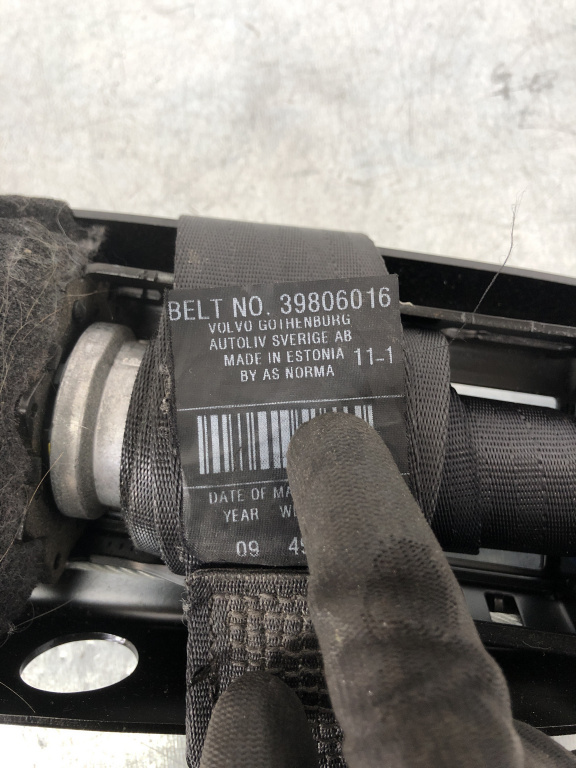 BELT NO. 39806016
VOLVO GOTHENBURG
AUTOLIV SVERIGE AB
MADE IN ESTONIA 11-1
BY AS NORMA
DATE OF
YEAR
09